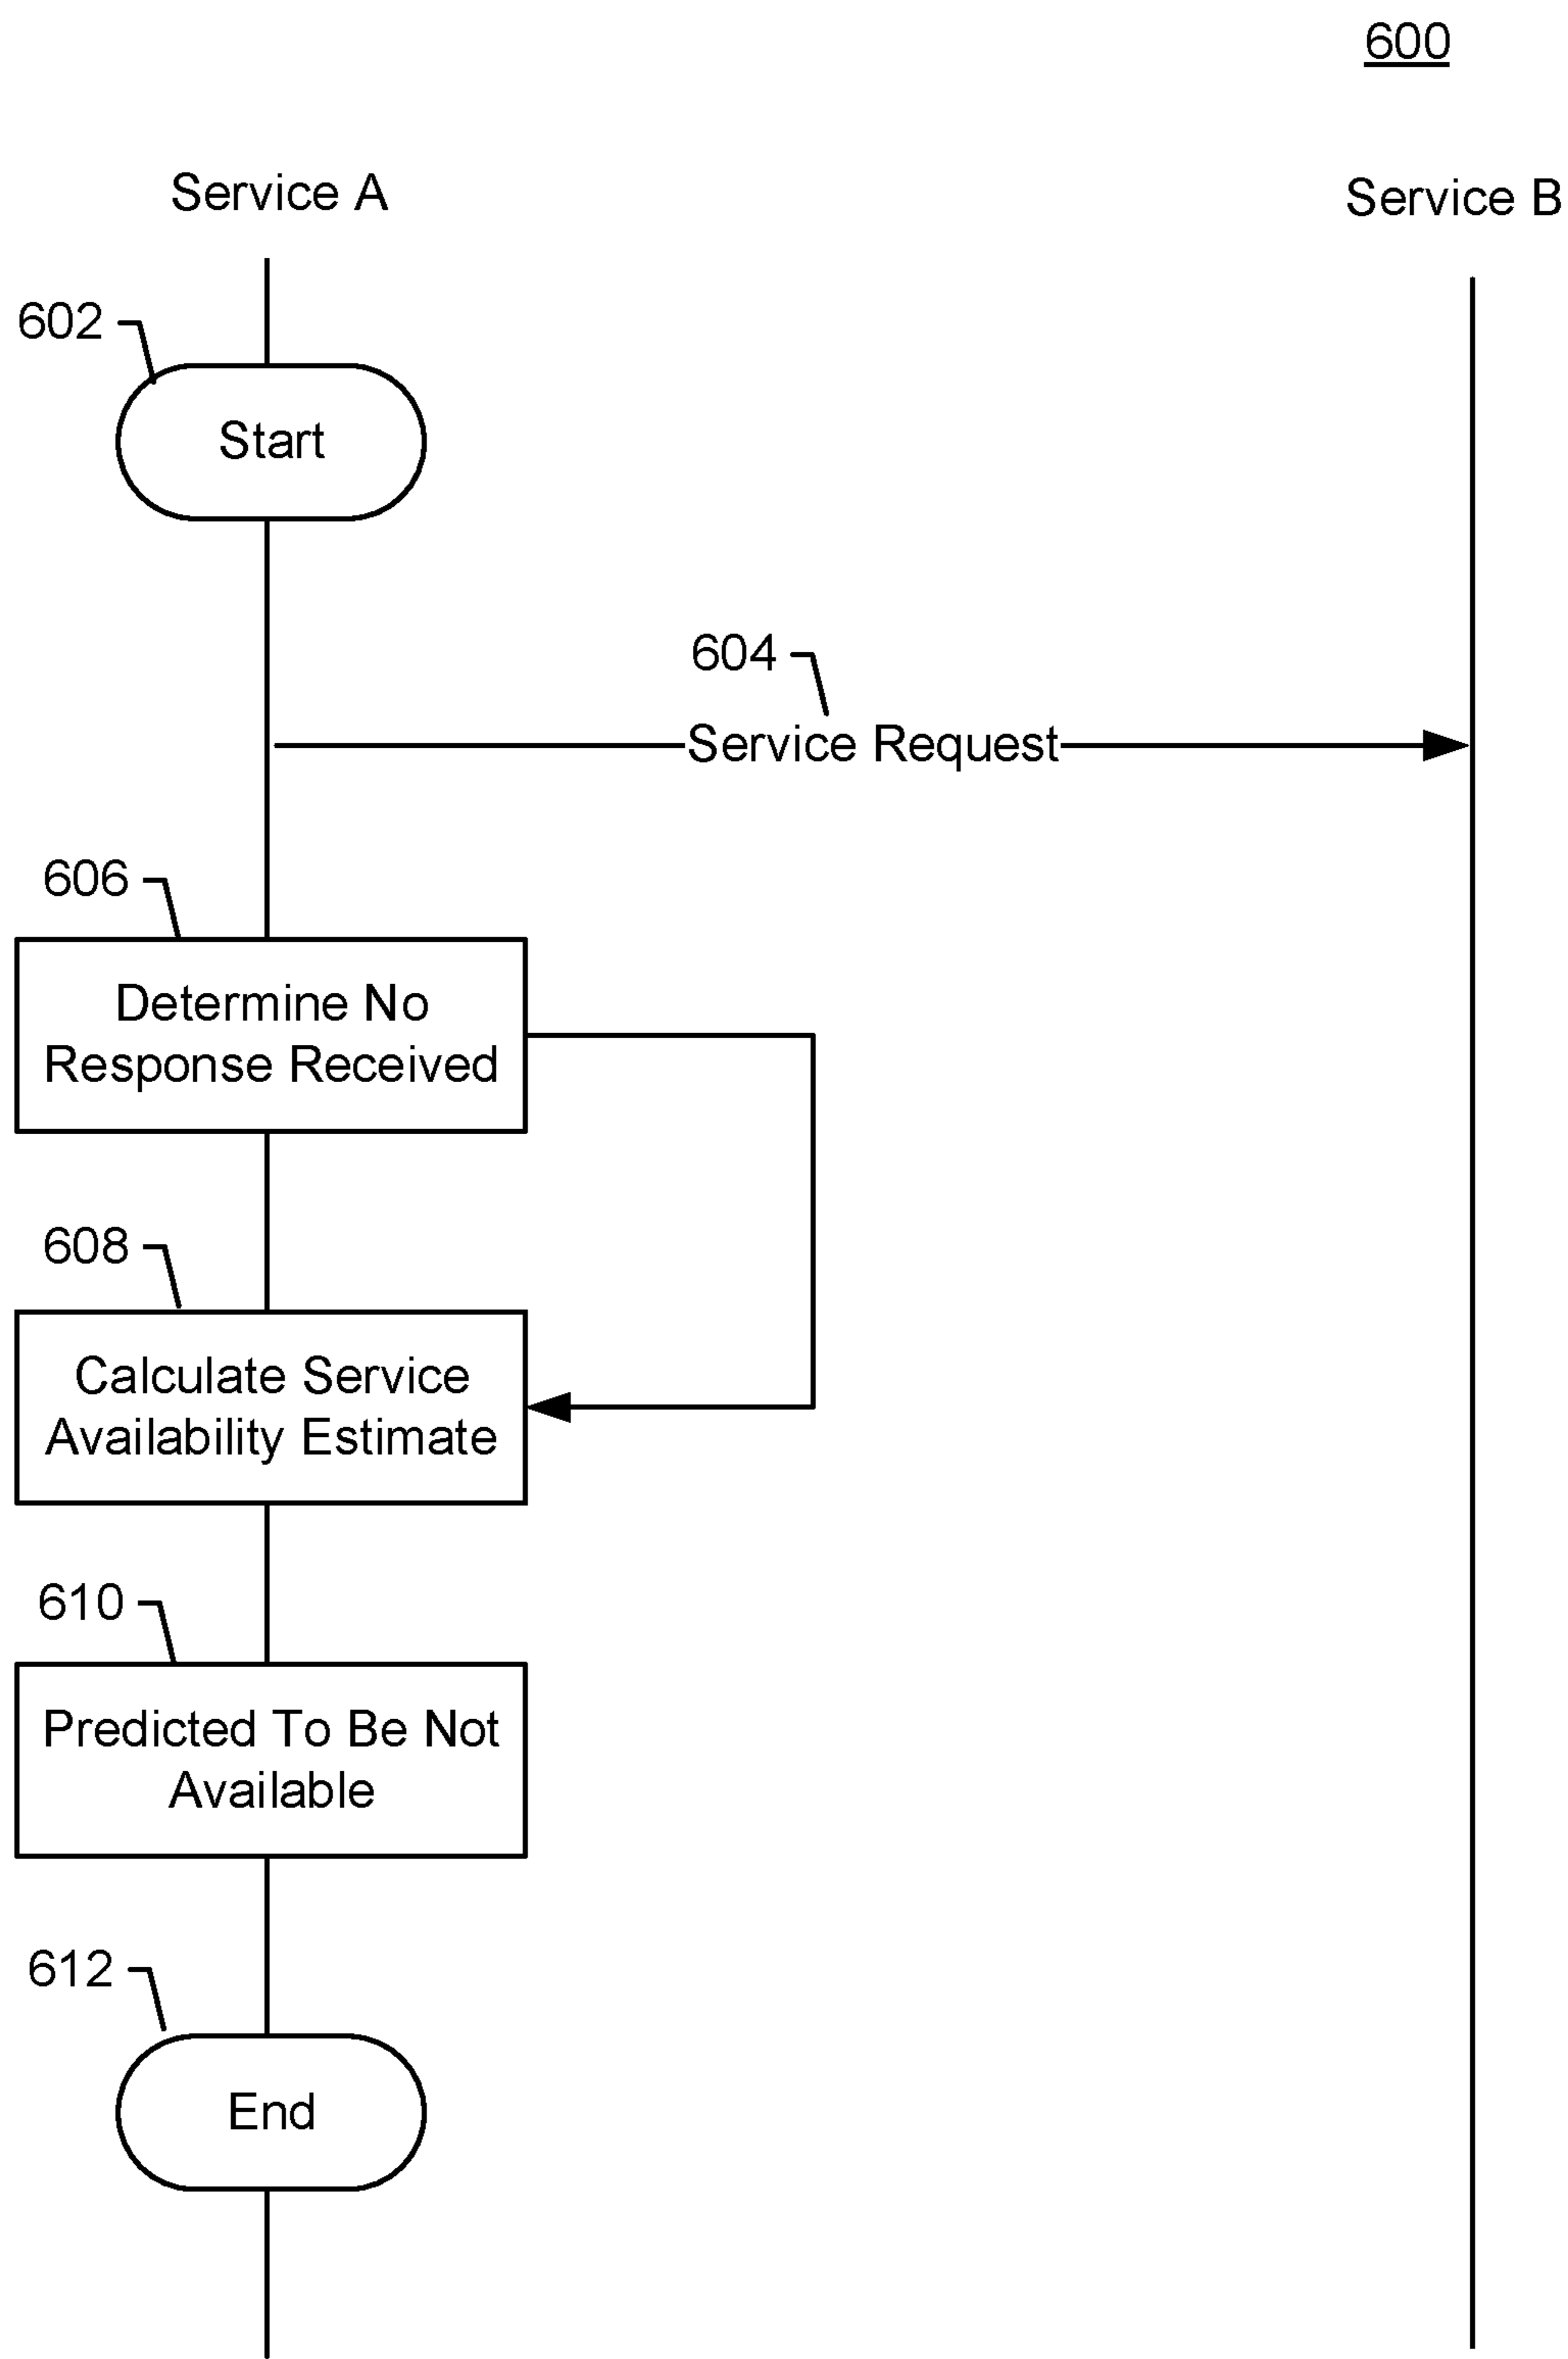 600
Service A
Service B
602
Start
604
Service Request
606
Determine No
Response Received
608
Calculate Service
Availability Estimate
610
Predicted To Be Not
Available
612
End